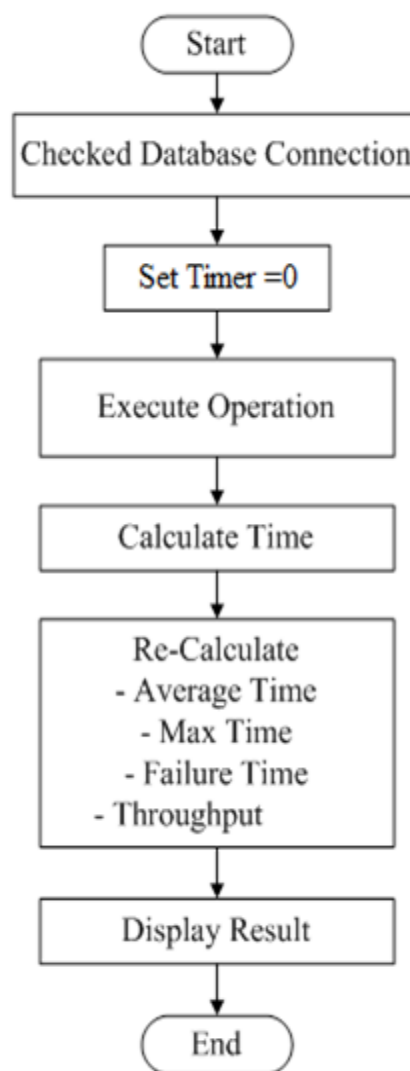 Start
Checked Database Connection
Set Timer =0
Execute Operation
Calculate Time
Re-Calculate
- Average Time
- Max Time
- Failure Time
- Throughput
Display Result
End